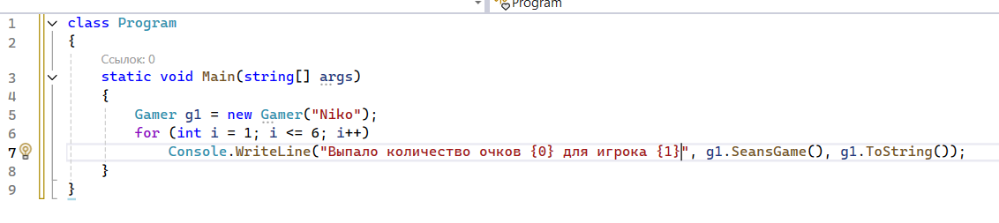 Program
1 class Program
2 {
Ссылок: 0
3 static void Main(string[] args)
4 {
5 Gamer g1 = new Gamer("Niko");
6 for (int i = 1; i <= 6; i++)
7 Console.WriteLine("Выпало количество очков {0} для игрока {1}", g1.SeansGame(), g1.ToString());
8 }
9 }